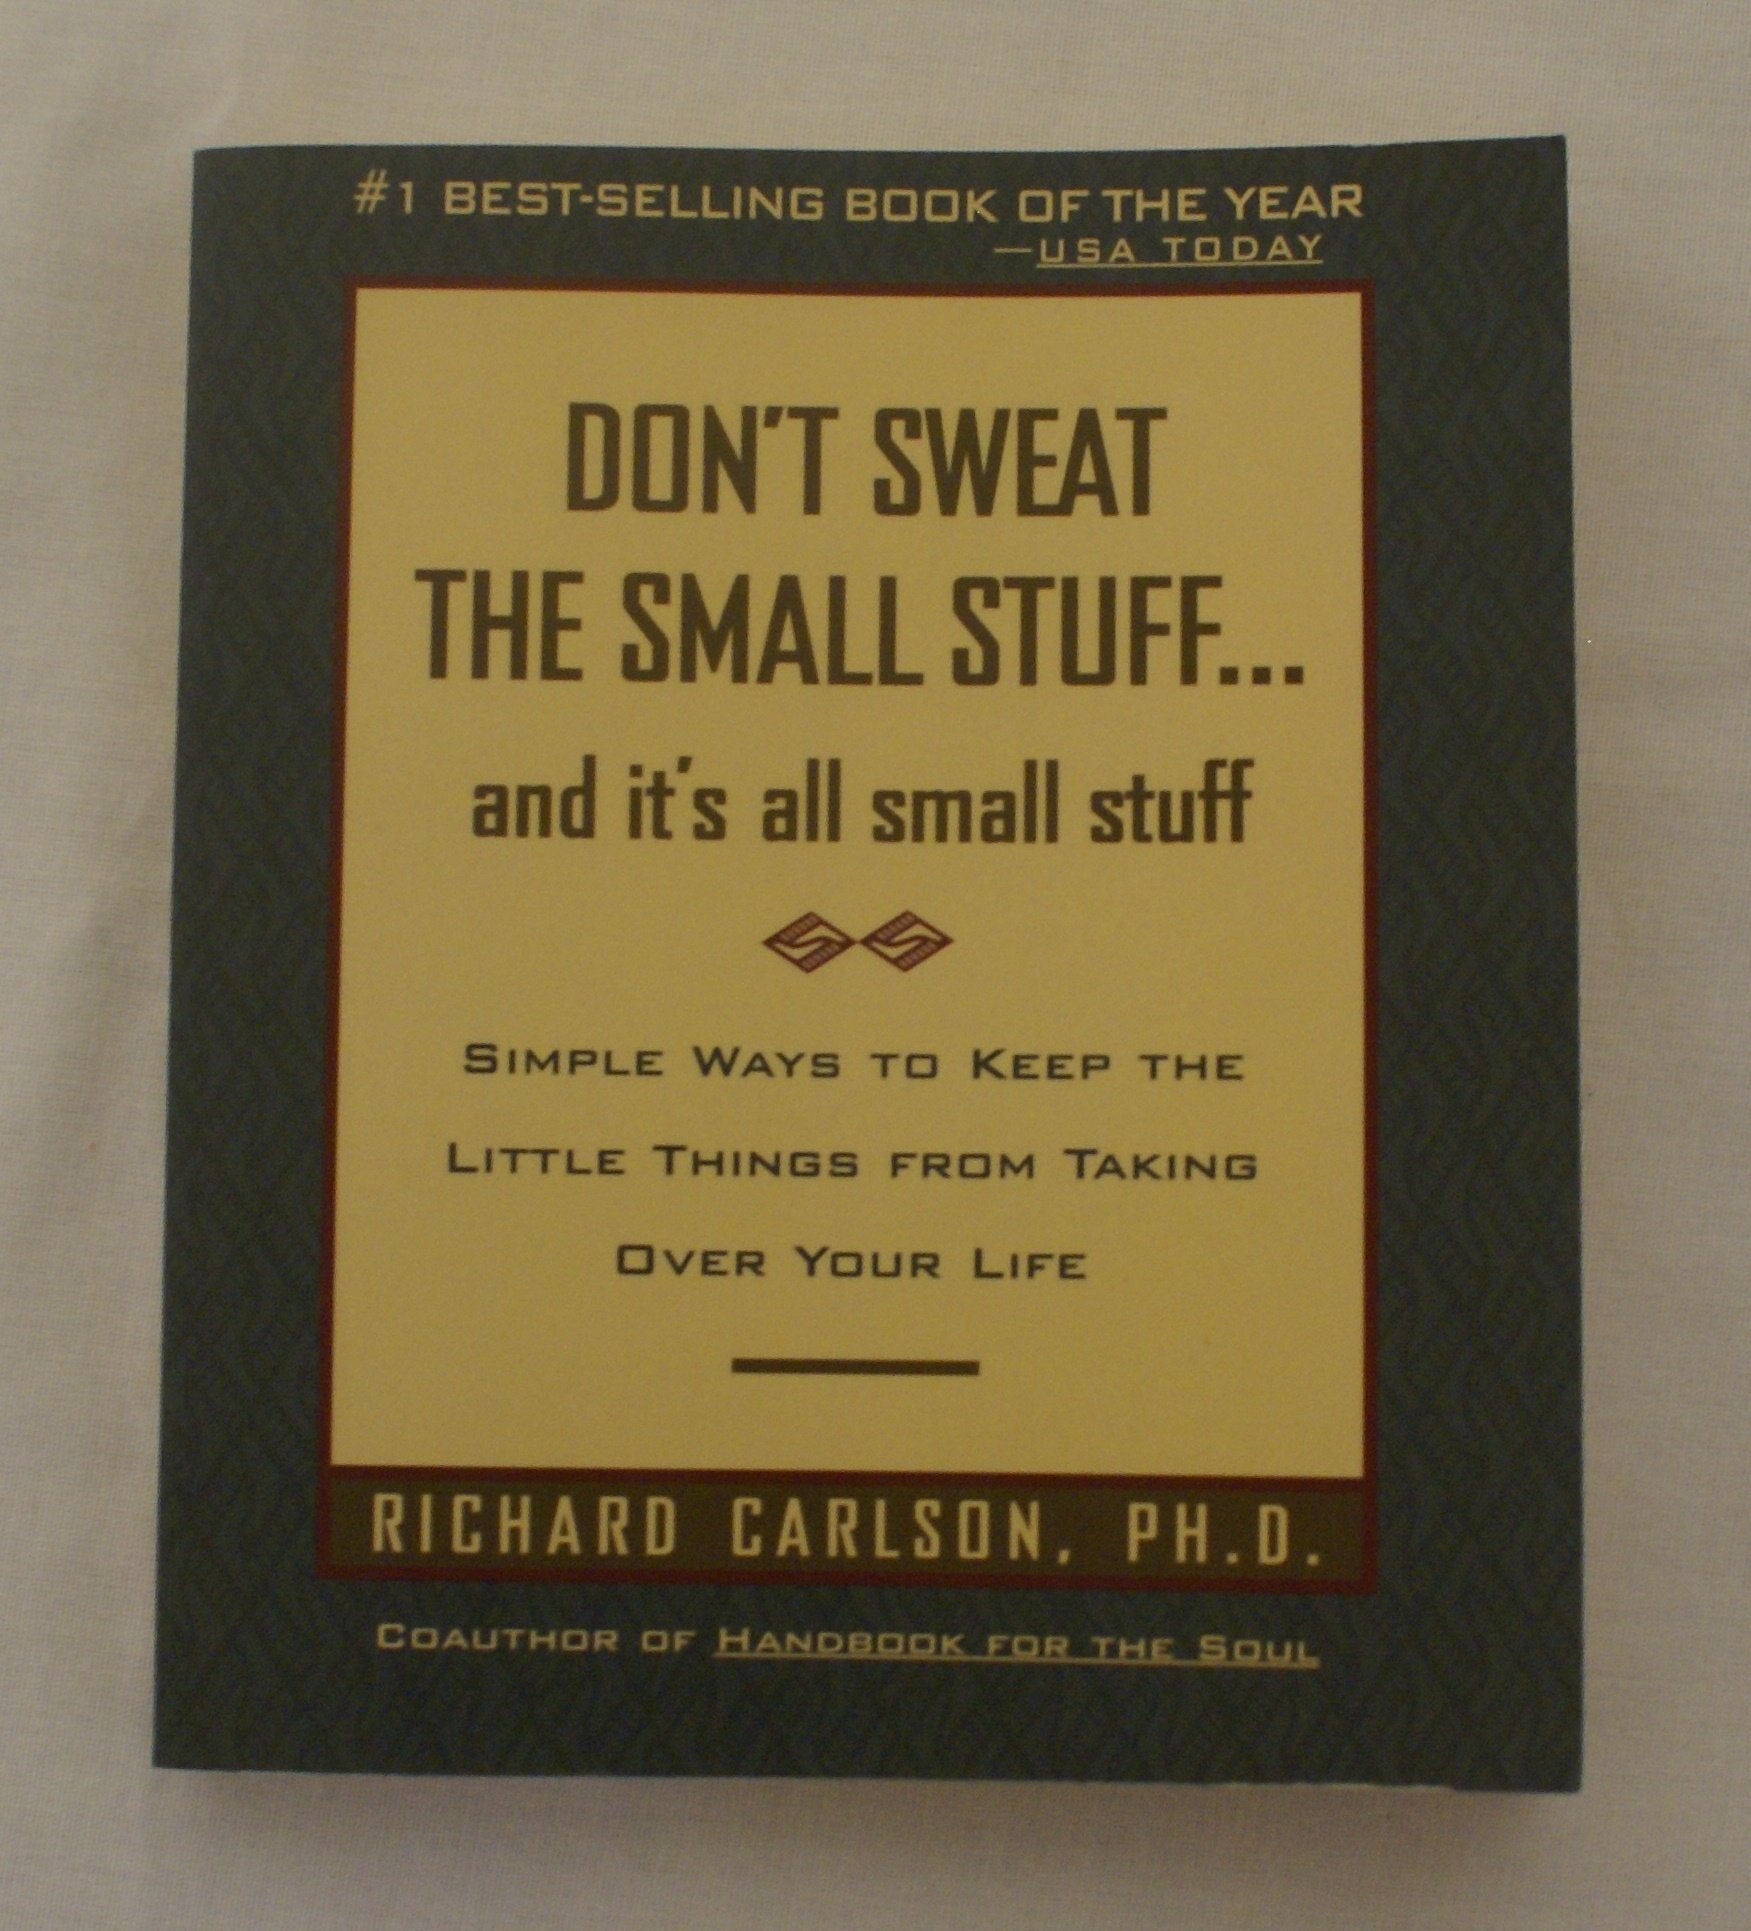 #1 BEST-SELLING BOOK OF THE YEAR
—USA TODAY
DON'T SWEAT
THE SMALL STUFF...
and it's all small stuff
SIMPLE WAYS TO KEEP THE
LITTLE THINGS FROM TAKING
OVER YOUR LIFE
RICHARD CARLSON, PH.D.
COAUTHOR OF HANDBOOK FOR THE SOUL